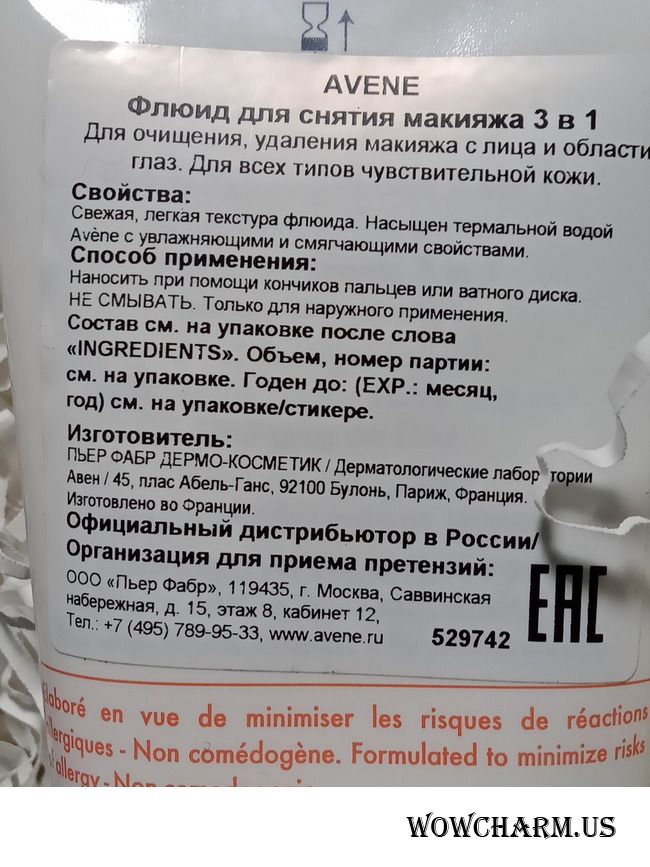 AVENE
Флюид для снятия макияжа 3 в 1
Для очищения, удаления макияжа с лица и области
глаз. Для всех типов чувствительной кожи.
Свойства:
Свежая, легкая текстура флюида. Насыщен термальной водой
Avène с увлажняющими и смягчающими свойствами.
Способ применения:
Наносить при помощи кончиков пальцев или ватного диска.
НЕ СМЫВАТЬ. Только для наружного применения.
Состав см. на упаковке после слова
«INGREDIENTS». Объем, номер партии:
см. на упаковке. Годен до: (EXP.: месяц,
год) см. на упаковке/стикере.
Изготовитель:
ПЬЕР ФАБР ДЕРМО-КОСМЕТИК / Дерматологические лабор тории
Авен / 45, плас Абель-Ганс, 92100 Булонь, Париж, Франция.
Изготовлено во Франции.
Официальный дистрибьютор в России/
Организация для приема претензий:
ООО «Пьер Фабр», 119435, г. Москва, Саввинская
набережная, д. 15, этаж 8, кабинет 12,
Тел.: +7 (495) 789-95-33, www.avene.ru
529742
EAC
Élaboré en vue de minimiser les risques de réactions
allergiques - Non comédogène. Formulated to minimize risks
of allergy - Non
WOWCHARM.US